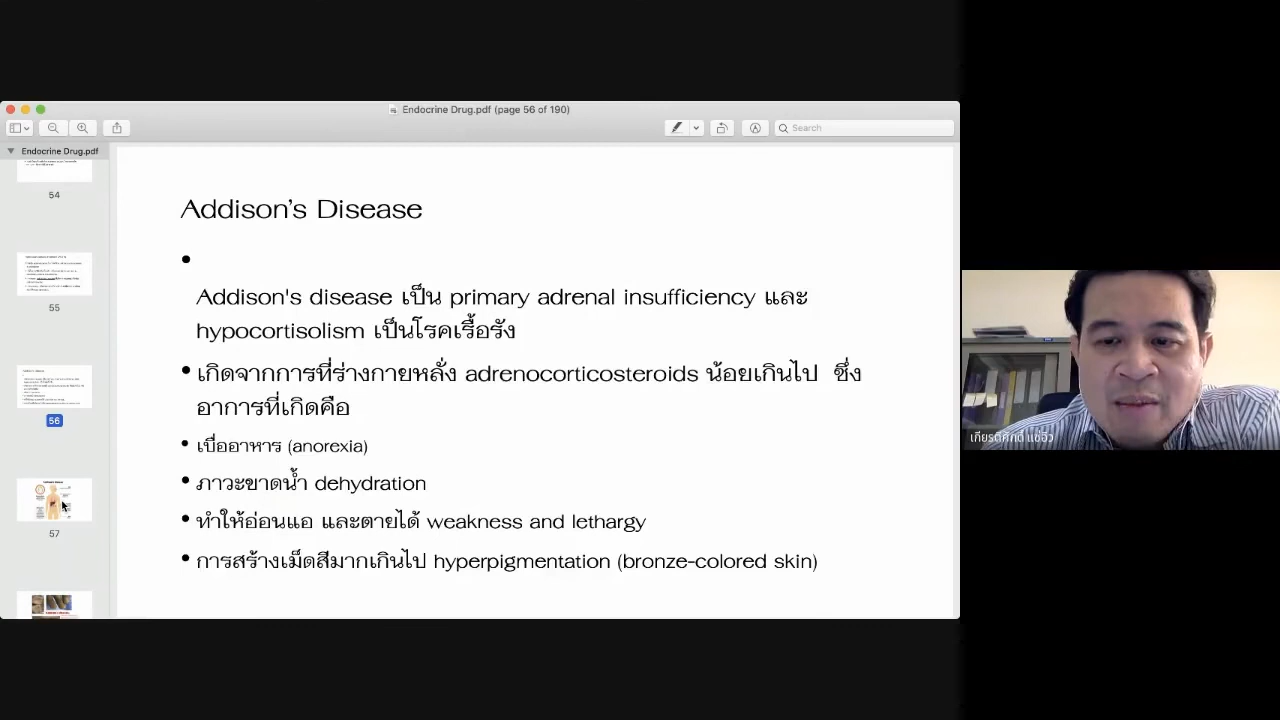 Endocrine Drug.pdf (page 56 of 190)
Search
Endocrine Drug.pdf
54
55
56
57
Addison's Disease
Addison's disease เป็น primary adrenal insufficiency และ
hypocortisolism เป็นโรคเรื้อรัง
เกิดจากการที่ร่างกายหลั่ง adrenocorticosteroids น้อยเกินไป ซึ่ง
อาการที่เกิดคือ
เบื่ออาหาร (anorexia)
ภาวะขาดน้ำ dehydration
ทำให้อ่อนแอ และตายได้ weakness and lethargy
การสร้างเม็ดสีมากเกินไป hyperpigmentation (bronze-colored skin)
เกียรติศักดิ์ แซ่อิว